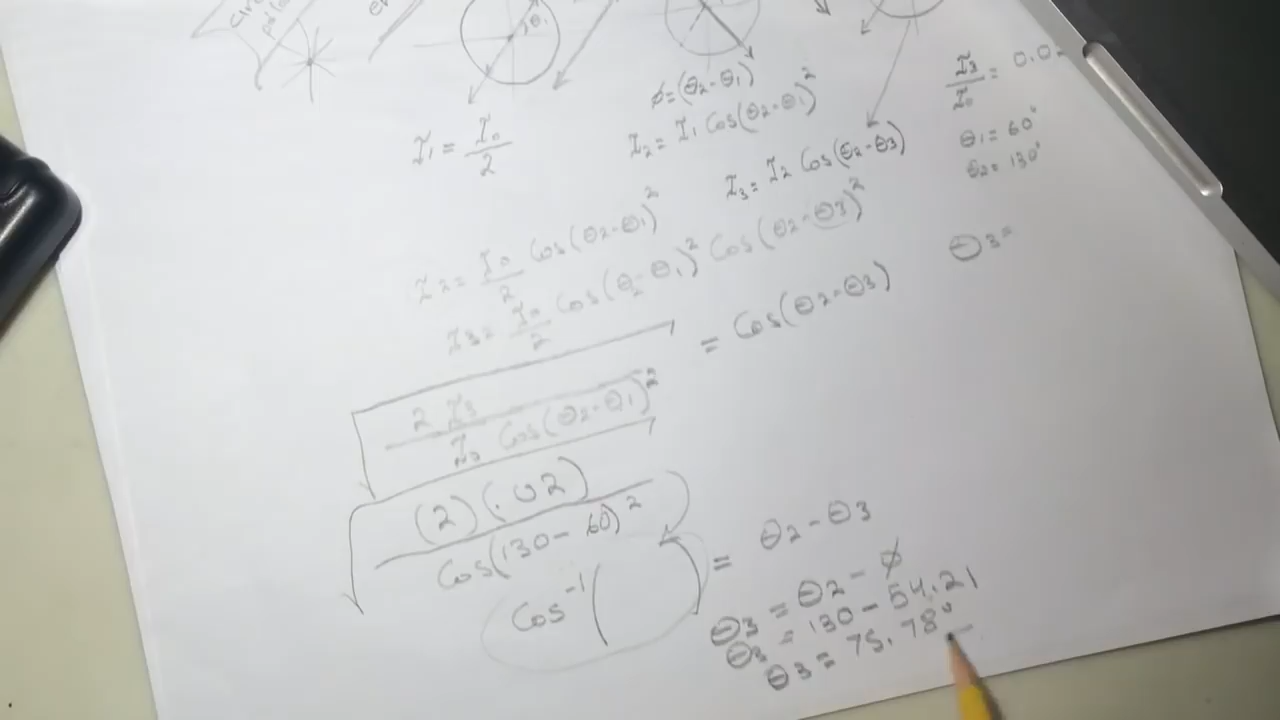 θ1
ϕ=(θ2-θ1)
I3/I0 = 0.0
I1 = I0/2
I2 = I1 Cos(θ2-θ1)^2
θ1 = 60°
I3 = I2 Cos(θ2-θ3)
θ2 = 130°
I2 = I0/2 Cos(θ2-θ1)^2
θ3 =
I3 = I0/2 Cos(θ2-θ1)^2 Cos(θ2-θ3)^2
√(2 I3 / I0 Cos(θ2-θ1)^2) = Cos(θ2-θ3)
√((2)(.02) / Cos(130-60)^2)
Cos^-1( ) = θ2-θ3
θ3 = θ2 - ϕ
θ3 = 130 - 54.21
θ3 = 75.78°